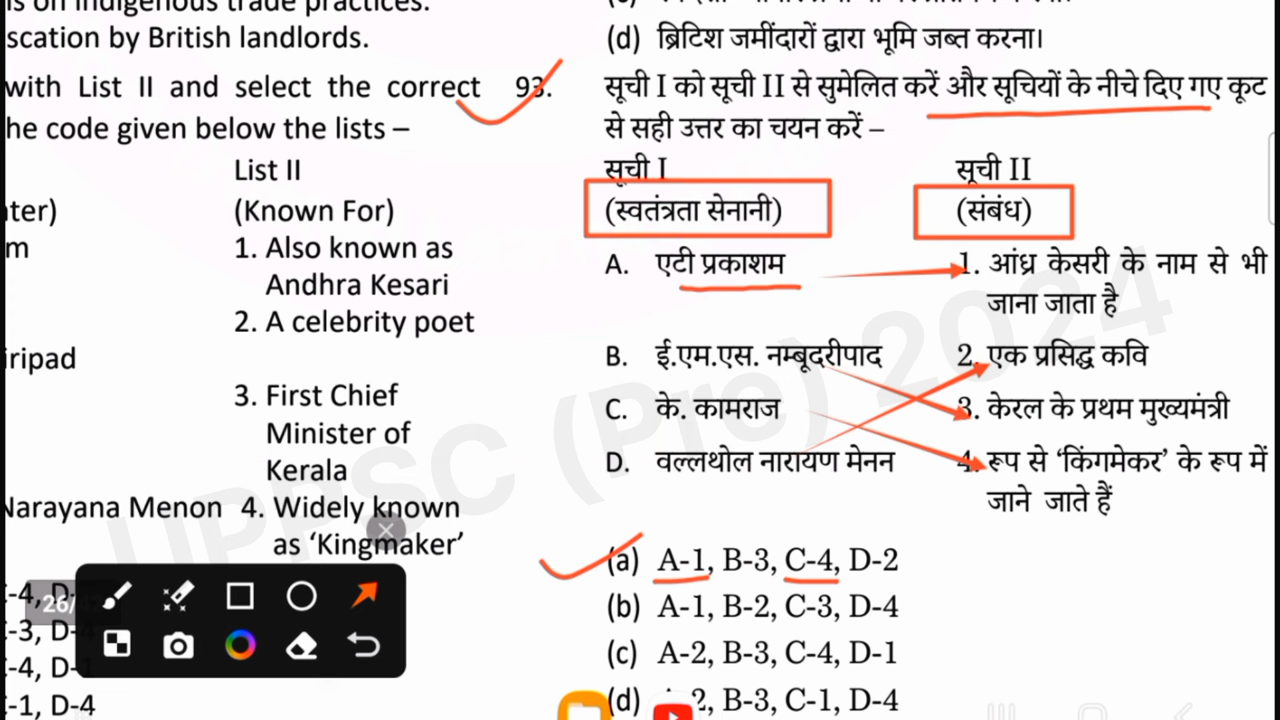 is on indigenous trade practices.
scation by British landlords.
with List II and select the correct
he code given below the lists –
List II
(Known For)
1. Also known as
Andhra Kesari
2. A celebrity poet
iripad
3. First Chief
Minister of
Kerala
Narayana Menon 4. Widely known
as ‘Kingmaker’
26/
-1, D-4
(d) ब्रिटिश जमींदारों द्वारा भूमि जब्त करना।
93. सूची I को सूची II से सुमेलित करें और सूचियों के नीचे दिए गए कूट
से सही उत्तर का चयन करें –
सूची I सूची II
(स्वतंत्रता सेनानी) (संबंध)
A. एटी प्रकाशम 1. आंध्र केसरी के नाम से भी
जाना जाता है
B. ई.एम.एस. नम्बूदरीपाद 2. एक प्रसिद्ध कवि
C. के. कामराज 3. केरल के प्रथम मुख्यमंत्री
D. वल्लथोल नारायण मेनन 4. रूप से ‘किंगमेकर’ के रूप में
जाने जाते हैं
(a) A-1, B-3, C-4, D-2
(b) A-1, B-2, C-3, D-4
(c) A-2, B-3, C-4, D-1
(d) A-2, B-3, C-1, D-4
UPPSC (Pre) 2024